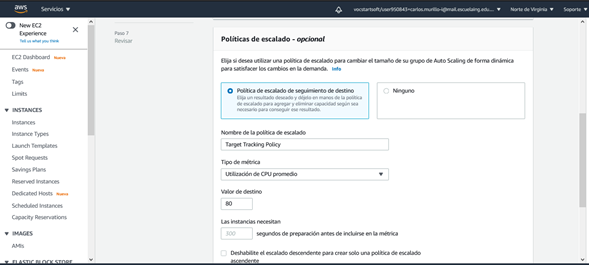 aws
Servicios
vocstartsoft/user950843=carlos.murillo-i@mail.escuelaing.edu....
Norte de Virginia
Soporte
New EC2
Experience
Tell us what you think
EC2 Dashboard Nuevo
Events Nuevo
Tags
Limits
INSTANCES
Instances
Instance Types
Launch Templates
Spot Requests
Savings Plans
Reserved Instances
Dedicated Hosts Nuevo
Scheduled Instances
Capacity Reservations
IMAGES
AMIs
ELASTIC BLOCK STORE
Paso 7
Revisar
Políticas de escalado - opcional
Elija si desea utilizar una política de escalado para cambiar el tamaño de su grupo de Auto Scaling de forma dinámica
para satisfacer los cambios en la demanda. Info
Política de escalado de seguimiento de destino
Elija un resultado deseado y déjelo en manos de la política
de escalado para agregar y eliminar capacidad según sea
necesario para conseguir ese resultado.
Ninguno
Nombre de la política de escalado
Target Tracking Policy
Tipo de métrica
Utilización de CPU promedio
Valor de destino
80
Las instancias necesitan
300 segundos de preparación antes de incluirse en la métrica
Deshabilite el escalado descendente para crear solo una política de escalado
ascendente